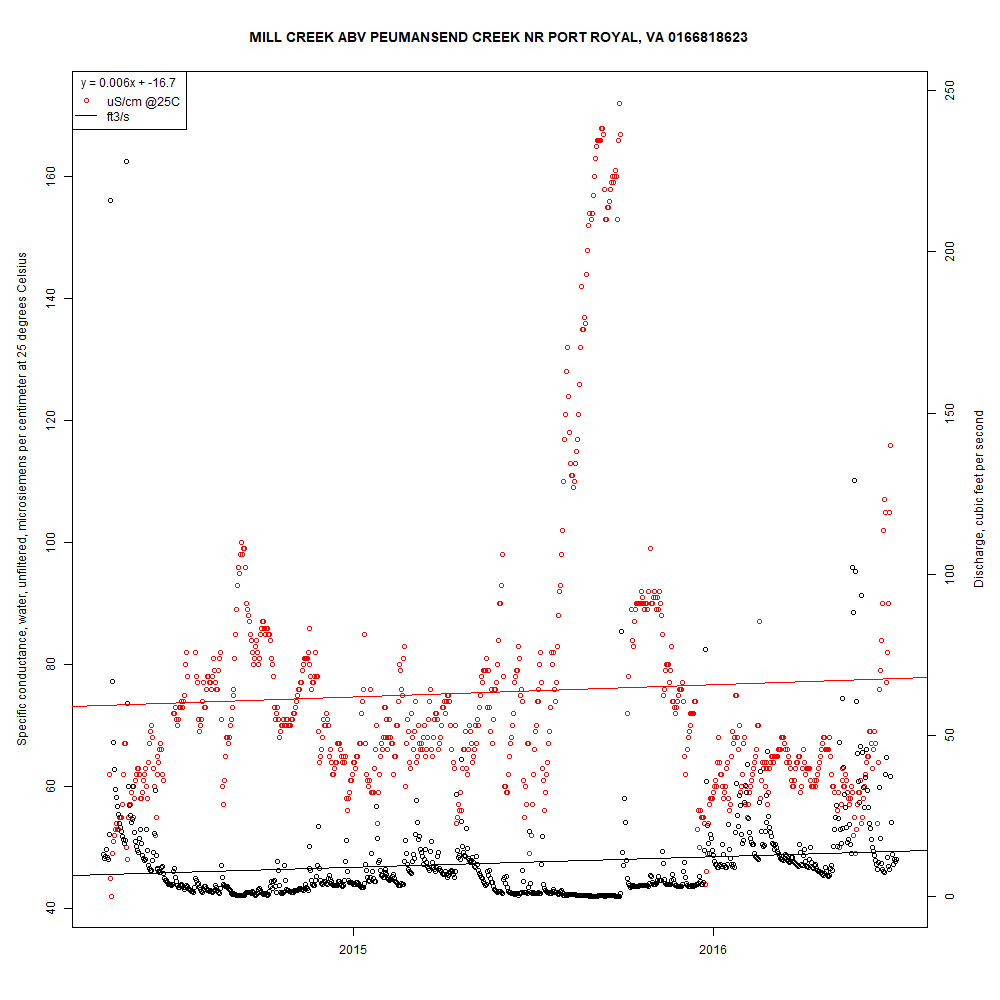 MILL CREEK ABV PEUMANSEND CREEK NR PORT ROYAL, VA 0166818623
y = 0.006x + -16.7
uS/cm @25C
ft3/s
Specific conductance, water, unfiltered, microsiemens per centimeter at 25 degrees Celsius
160
140
120
100
80
60
40
2015
2016
250
200
150
100
50
0
Discharge, cubic feet per second